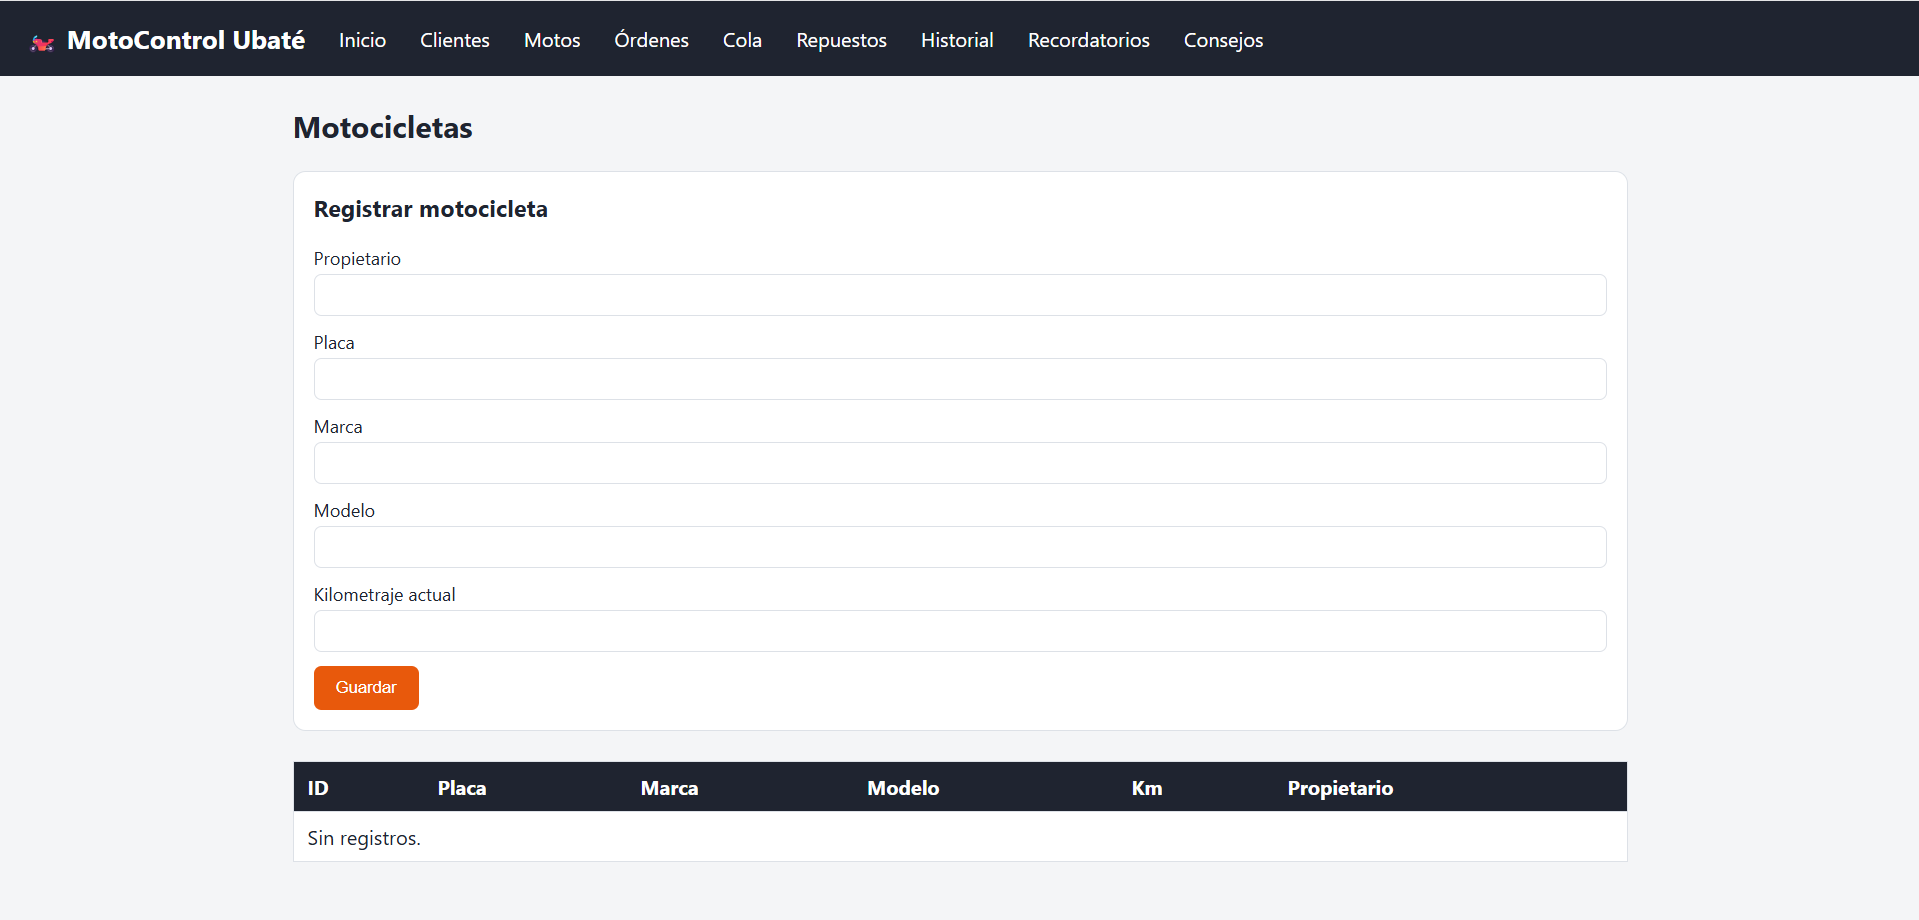 MotoControl Ubaté Inicio Clientes Motos Órdenes Cola Repuestos Historial Recordatorios Consejos
Motocicletas
Registrar motocicleta
Propietario
Placa
Marca
Modelo
Kilometraje actual
Guardar
ID Placa Marca Modelo Km Propietario
Sin registros.